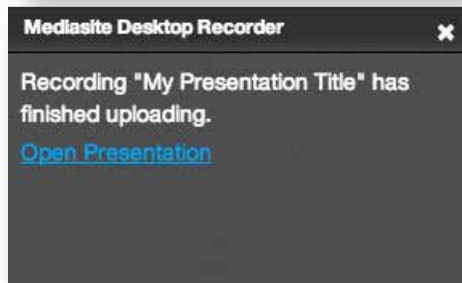 Mediasite Desktop Recorder
Recording "My Presentation Title" has
finished uploading.
Open Presentation